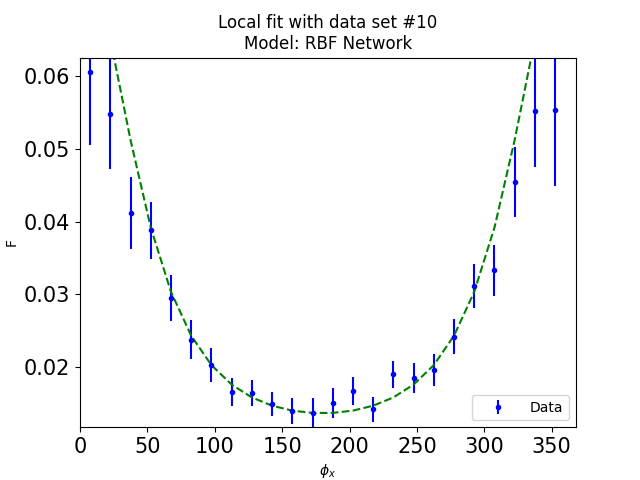 Local fit with data set #10
Model: RBF Network
0.06
0.05
0.04
0.03
0.02
F
Data
0 50 100 150 200 250 300 350
ϕx